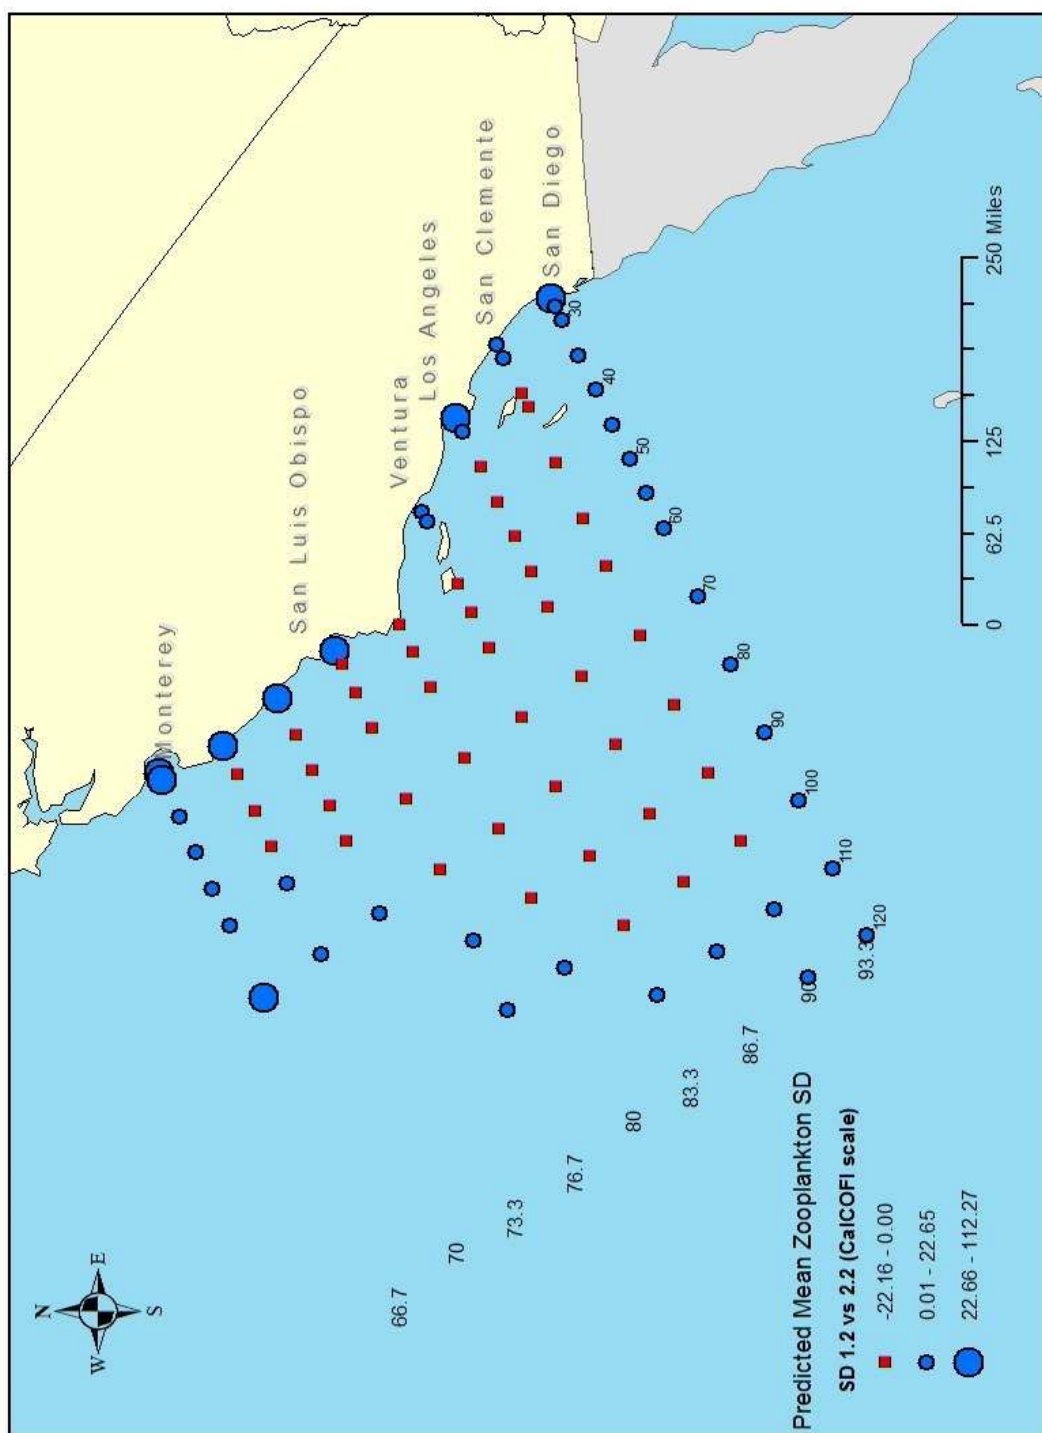 N
W E
S
Monterey
San Luis Obispo
Ventura
Los Angeles
San Clemente
San Diego
30
40
50
60
70
80
90
100
110
120
66.7
70
73.3
76.7
80
83.3
86.7
90
93.3
Predicted Mean Zooplankton SD
SD 1.2 vs 2.2 (CalCOFI scale)
-22.16 - 0.00
0.01 - 22.65
22.66 - 112.27
0 62.5 125 250 Miles